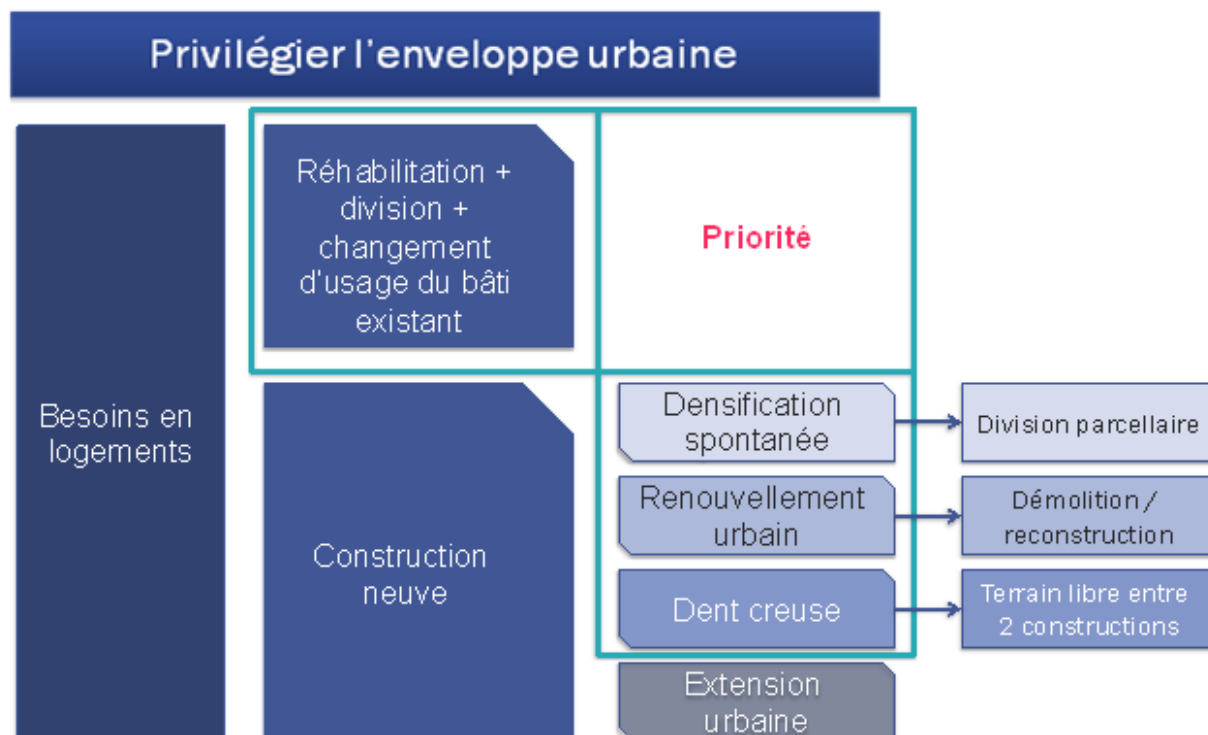 Privilégier l'enveloppe urbaine
Besoins en
logements
Réhabilitation +
division +
changement
d'usage du bâti
existant
Priorité
Construction
neuve
Densification
spontanée
Division parcellaire
Renouvellement
urbain
Démolition /
reconstruction
Dent creuse
Terrain libre entre
2 constructions
Extension
urbaine